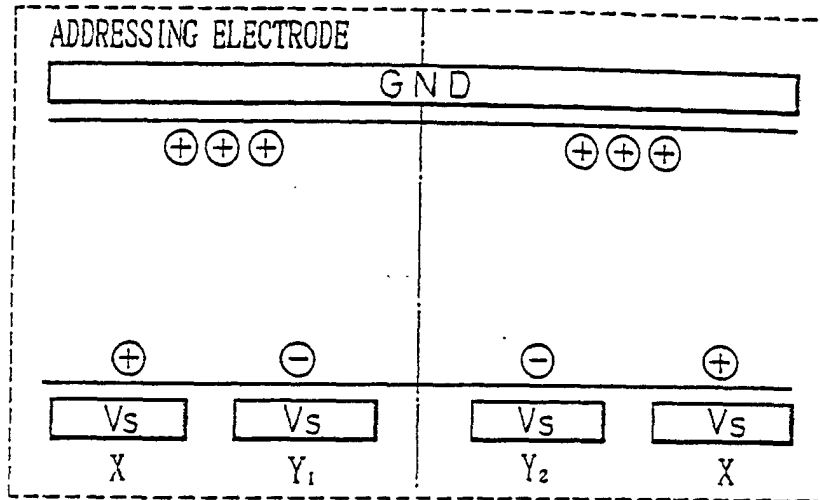 ADDRESSING ELECTRODE
GND
+ + + + + +
+ − − +
Vs Vs Vs Vs
X Y₁ Y₂ X